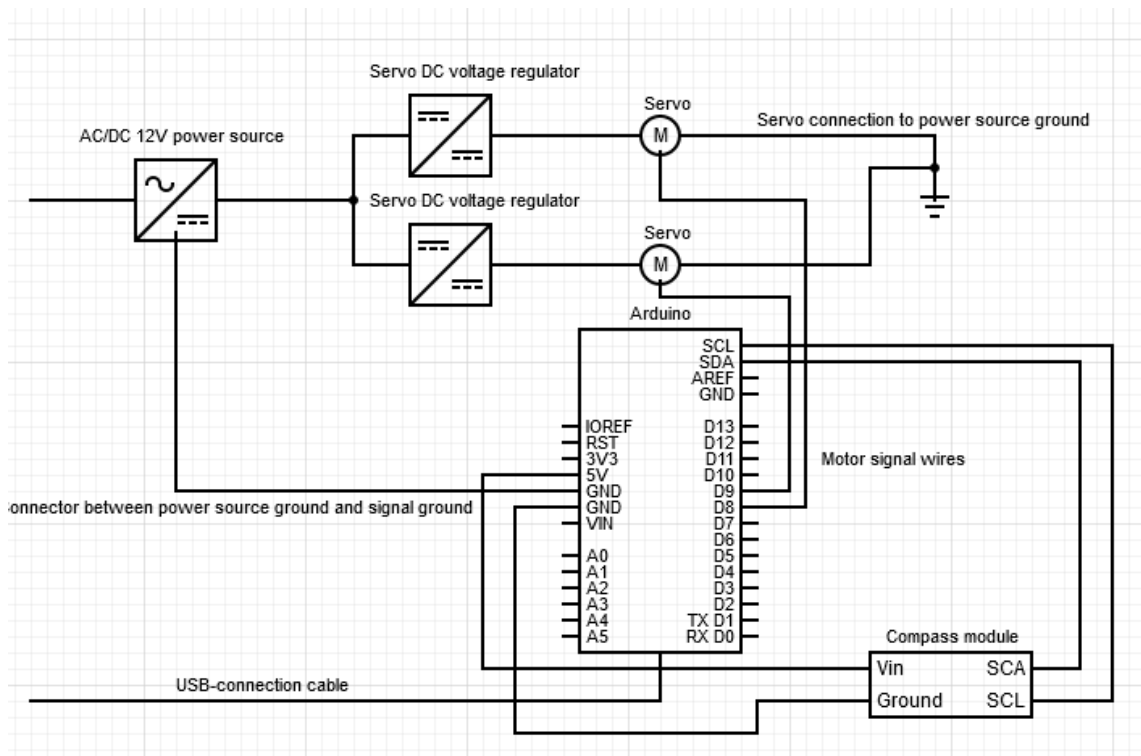 Servo DC voltage regulator
AC/DC 12V power source
Servo
M
Servo connection to power source ground
Servo DC voltage regulator
Servo
M
Arduino
SCL
SDA
AREF
GND
IOREF
RST
3V3
5V
GND
GND
VIN
A0
A1
A2
A3
A4
A5
D13
D12
D11
D10
D9
D8
D7
D6
D5
D4
D3
D2
TX D1
RX D0
Motor signal wires
onnector between power source ground and signal ground
Compass module
Vin
SCA
Ground
SCL
USB-connection cable